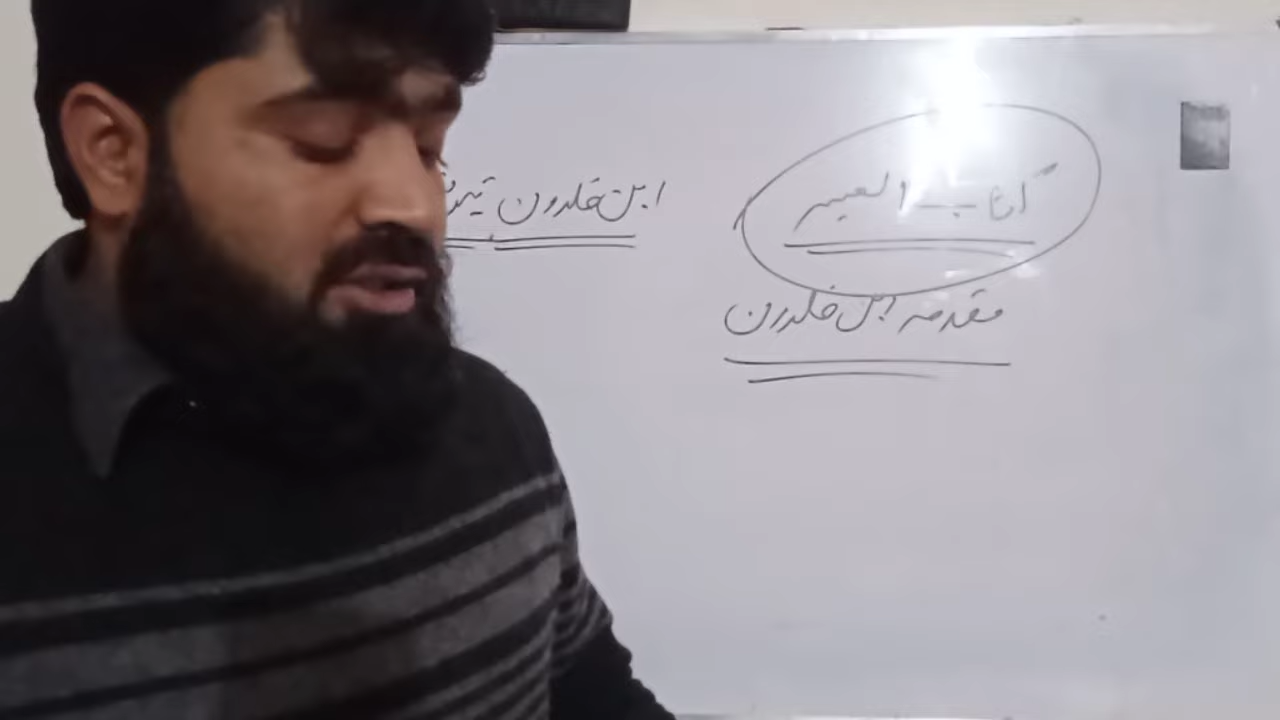 کتاب العبر
مقدمہ ابن خلدون
ابن خلدون